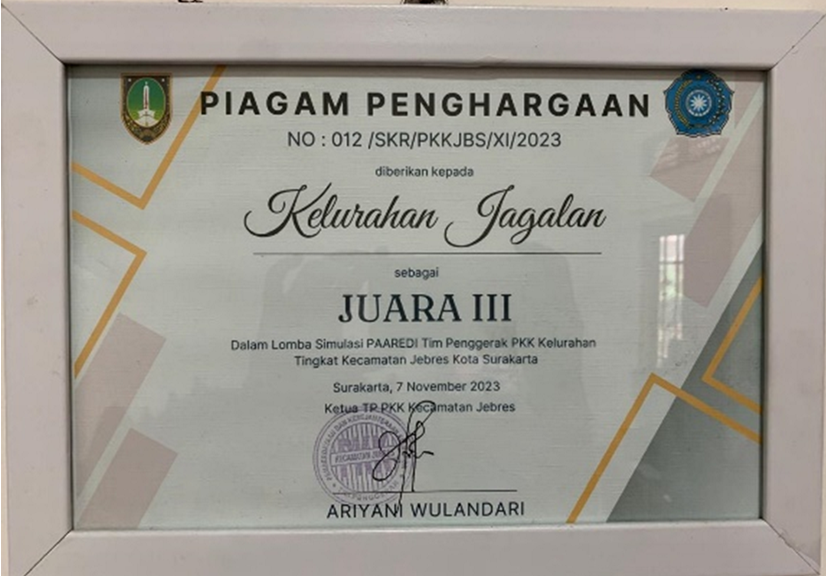 PIAGAM PENGHARGAAN
NO : 012 /SKR/PKKJBS/XI/2023
diberikan kepada
Kelurahan Jagalan
sebagai
JUARA III
Dalam Lomba Simulasi PAAREDI Tim Penggerak PKK Kelurahan
Tingkat Kecamatan Jebres Kota Surakarta
Surakarta, 7 November 2023
Ketua TP PKK Kecamatan Jebres
ARIYANI WULANDARI